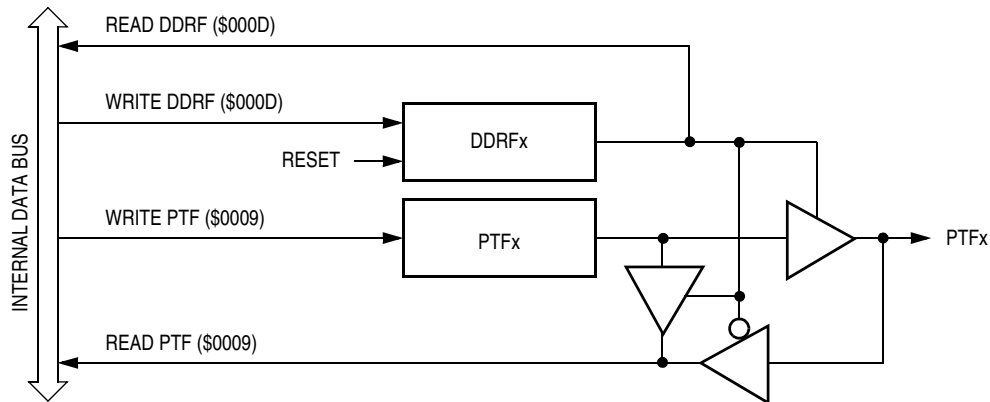 READ DDRF ($000D)
WRITE DDRF ($000D)
DDRFx
RESET
INTERNAL DATA BUS
WRITE PTF ($0009)
PTFx
PTFx
READ PTF ($0009)